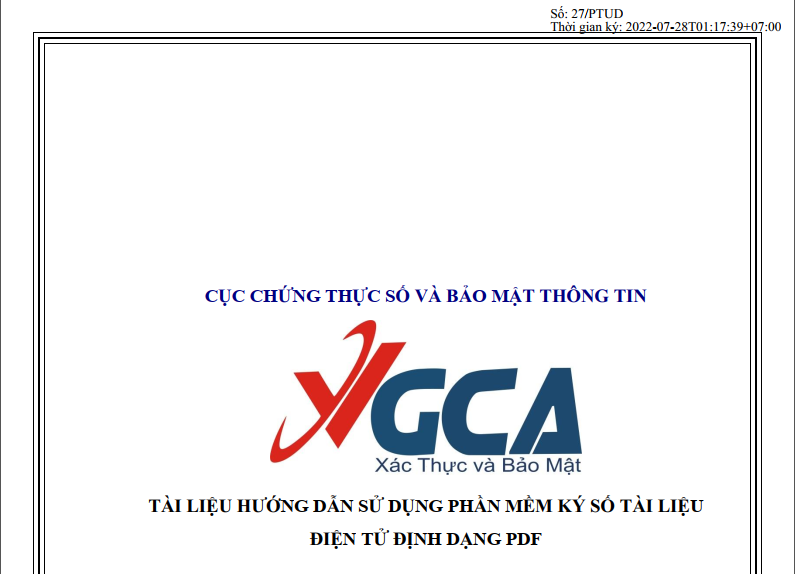 Số: 27/PTUD
Thời gian ký: 2022-07-28T01:17:39+07:00
CỤC CHỨNG THỰC SỐ VÀ BẢO MẬT THÔNG TIN
VGCA
Xác Thực và Bảo Mật
TÀI LIỆU HƯỚNG DẪN SỬ DỤNG PHẦN MỀM KÝ SỐ TÀI LIỆU
ĐIỆN TỬ ĐỊNH DẠNG PDF